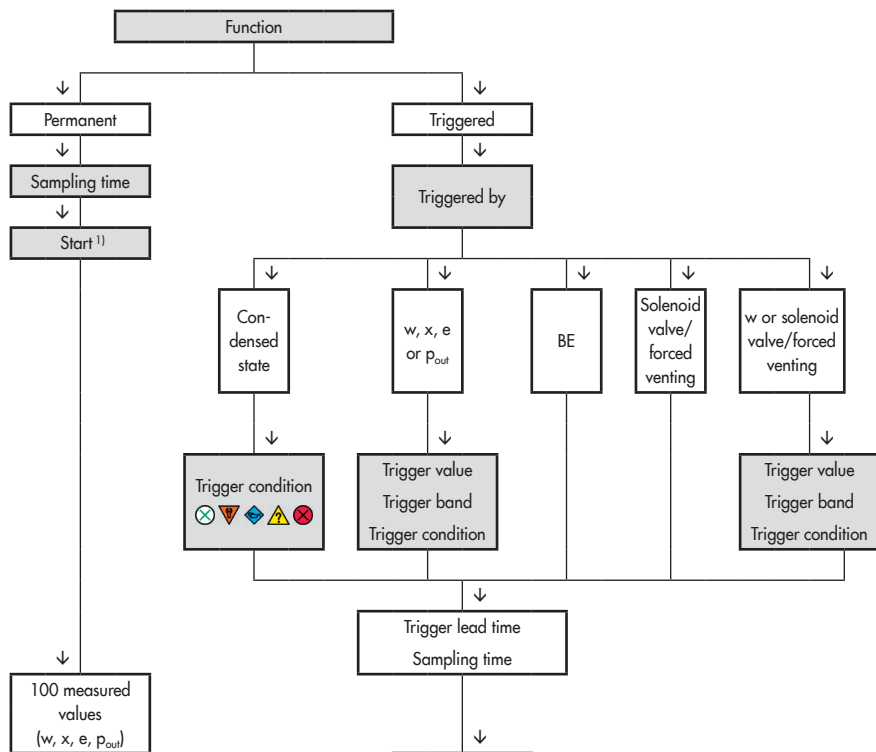 Function
Permanent
Triggered
Sampling time
Triggered by
Start 1)
Con-
densed
state
w, x, e
or pout
BE
Solenoid
valve/
forced
venting
w or solenoid
valve/forced
venting
Trigger condition
Trigger value
Trigger band
Trigger condition
Trigger value
Trigger band
Trigger condition
Trigger lead time
Sampling time
100 measured
values
(w, x, e, pout)